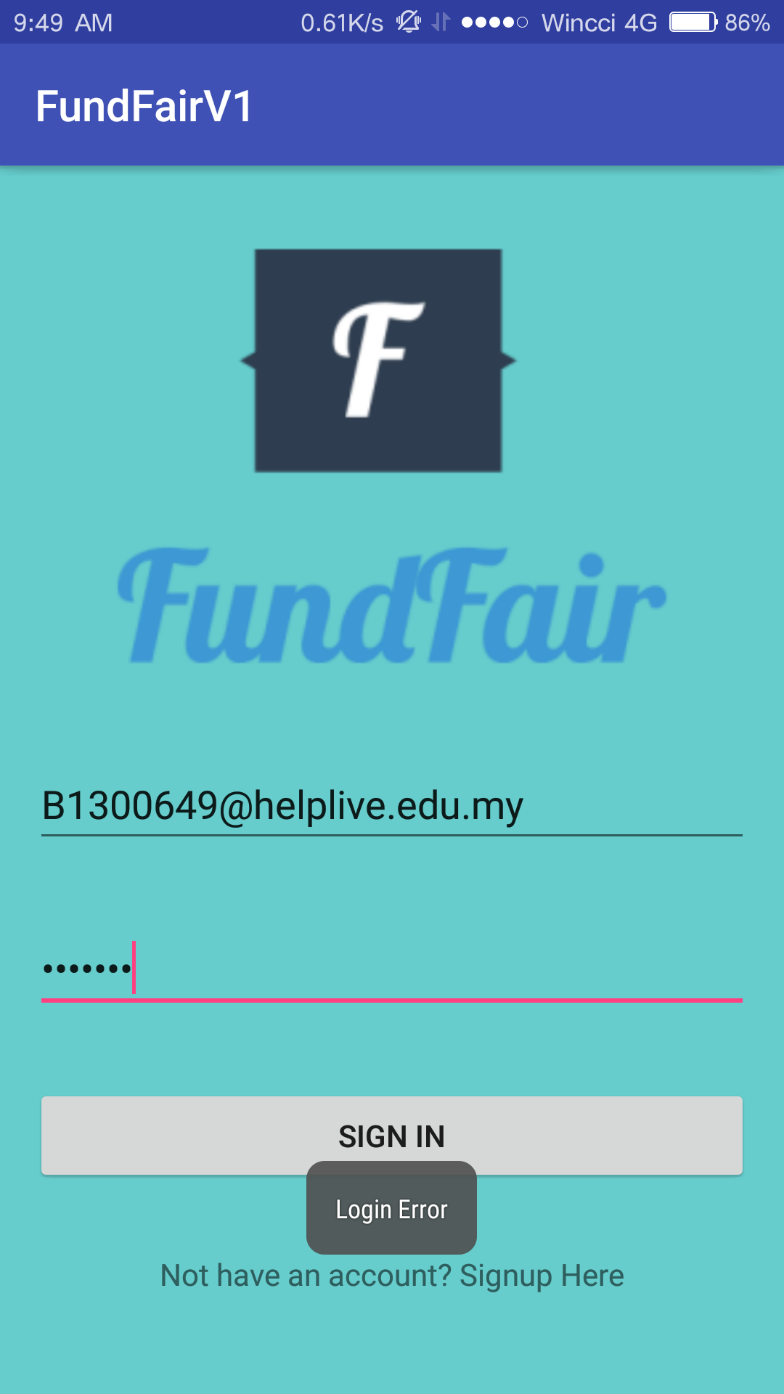 9:49 AM 0.61K/s Wincci 4G 86%
FundFairV1
F
FundFair
B1300649@helplive.edu.my
•••••••
SIGN IN
Login Error
Not have an account? Signup Here